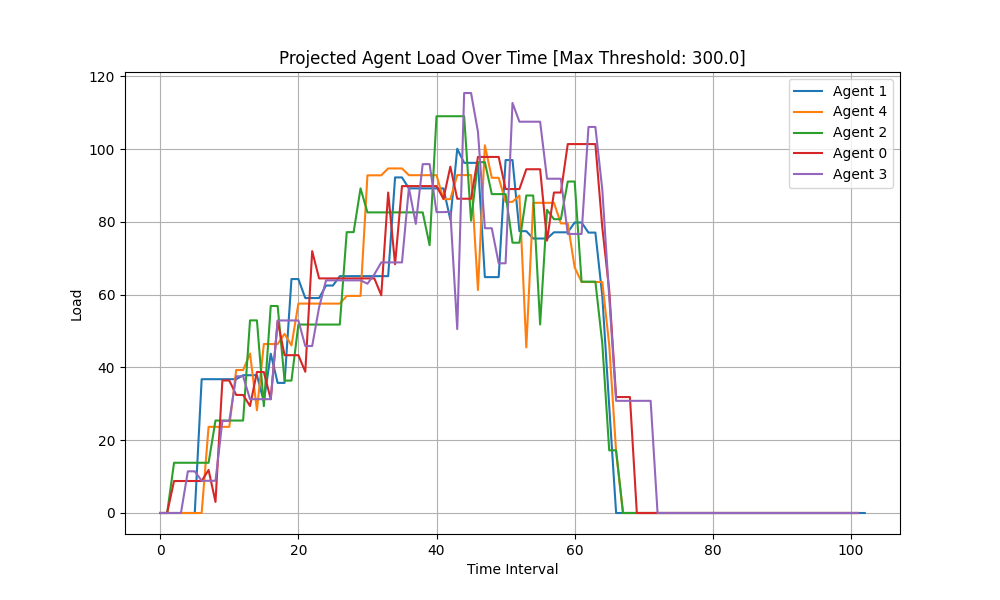 Projected Agent Load Over Time [Max Threshold: 300.0]
Load
120
100
80
60
40
20
0
Agent 1
Agent 4
Agent 2
Agent 0
Agent 3
0 20 40 60 80 100
Time Interval